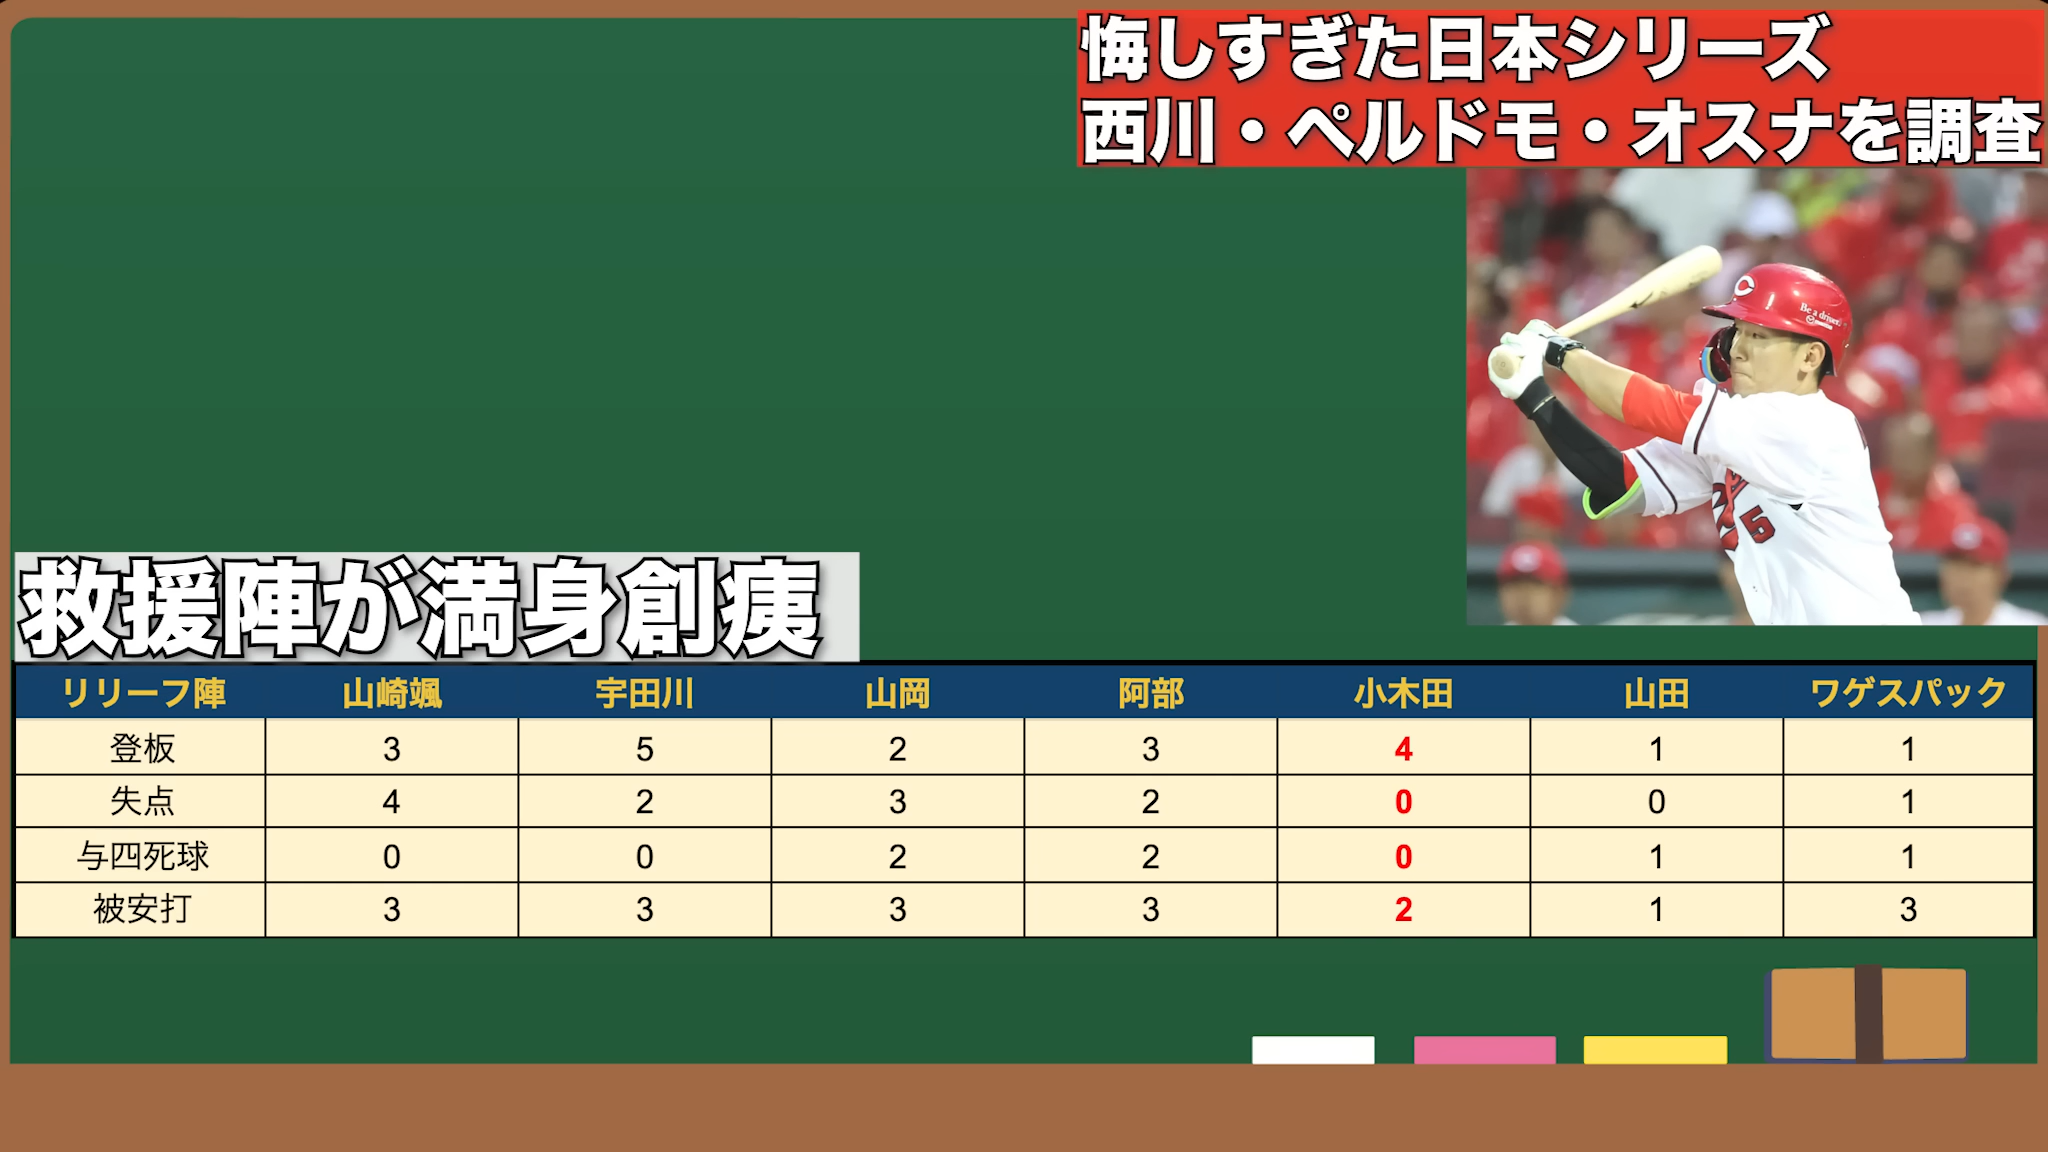 悔しすぎた日本シリーズ
西川・ペルドモ・オスナを調査
C
Be a driver.
mazda
5
救援陣が満身創痍
リリーフ陣 山崎颯 宇田川 山岡 阿部 小木田 山田 ワゲスパック
登板 3 5 2 3 4 1 1
失点 4 2 3 2 0 0 1
与四死球 0 0 2 2 0 1 1
被安打 3 3 3 3 2 1 3